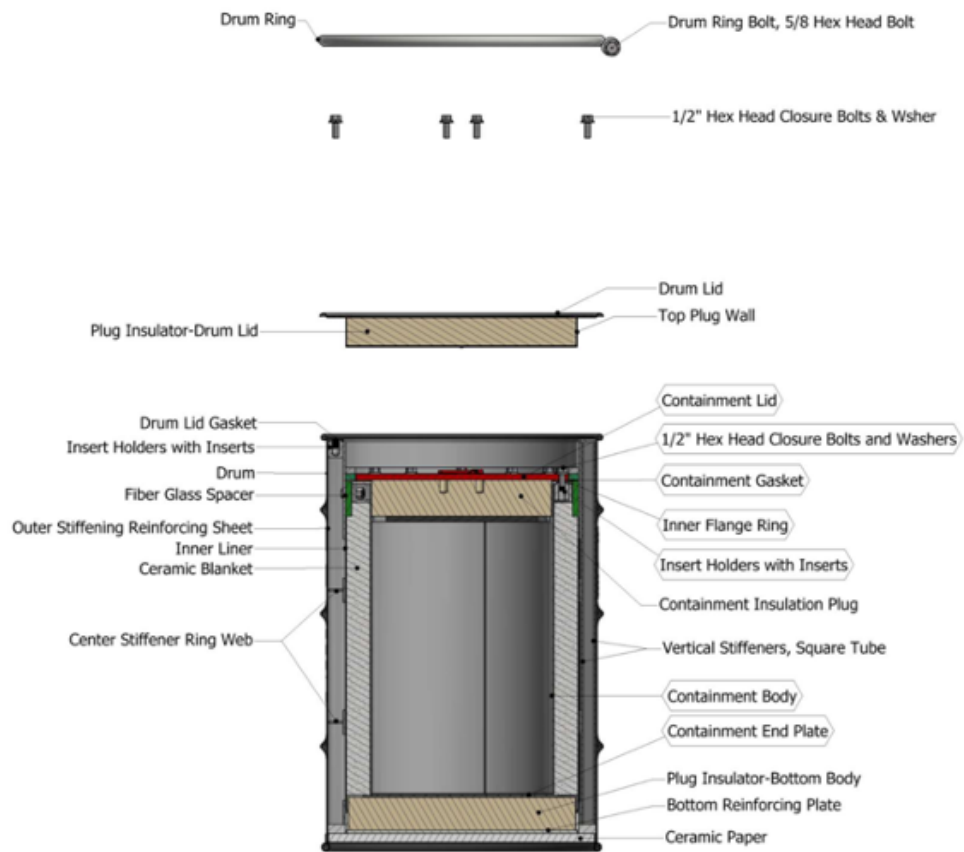 Drum Ring
Drum Ring Bolt, 5/8 Hex Head Bolt
1/2" Hex Head Closure Bolts & Wsher
Drum Lid
Top Plug Wall
Plug Insulator-Drum Lid
Containment Lid
Drum Lid Gasket
1/2" Hex Head Closure Bolts and Washers
Insert Holders with Inserts
Drum
Containment Gasket
Fiber Glass Spacer
Inner Flange Ring
Outer Stiffening Reinforcing Sheet
Inner Liner
Insert Holders with Inserts
Ceramic Blanket
Containment Insulation Plug
Center Stiffener Ring Web
Vertical Stiffeners, Square Tube
Containment Body
Containment End Plate
Plug Insulator-Bottom Body
Bottom Reinforcing Plate
Ceramic Paper